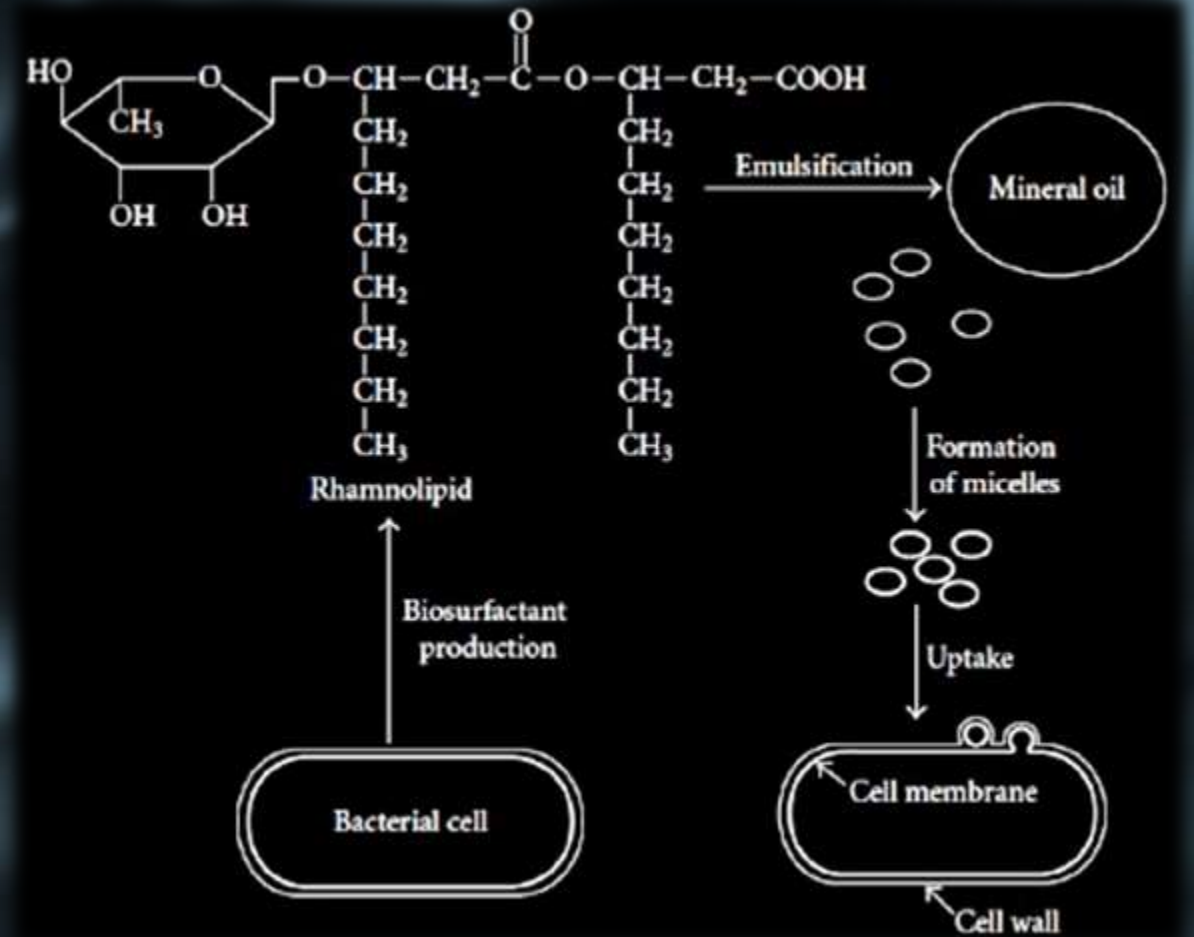 O
HO
O
O–CH–CH₂–C–O–CH–CH₂–COOH
CH₃
OH
OH
CH₂
CH₂
CH₂
CH₂
CH₂
CH₂
CH₃
CH₂
CH₂
CH₂
CH₂
CH₂
CH₂
CH₃
Rhamnolipid
Emulsification
Mineral oil
Formation
of micelles
Biosurfactant
production
Uptake
Bacterial cell
Cell membrane
Cell wall